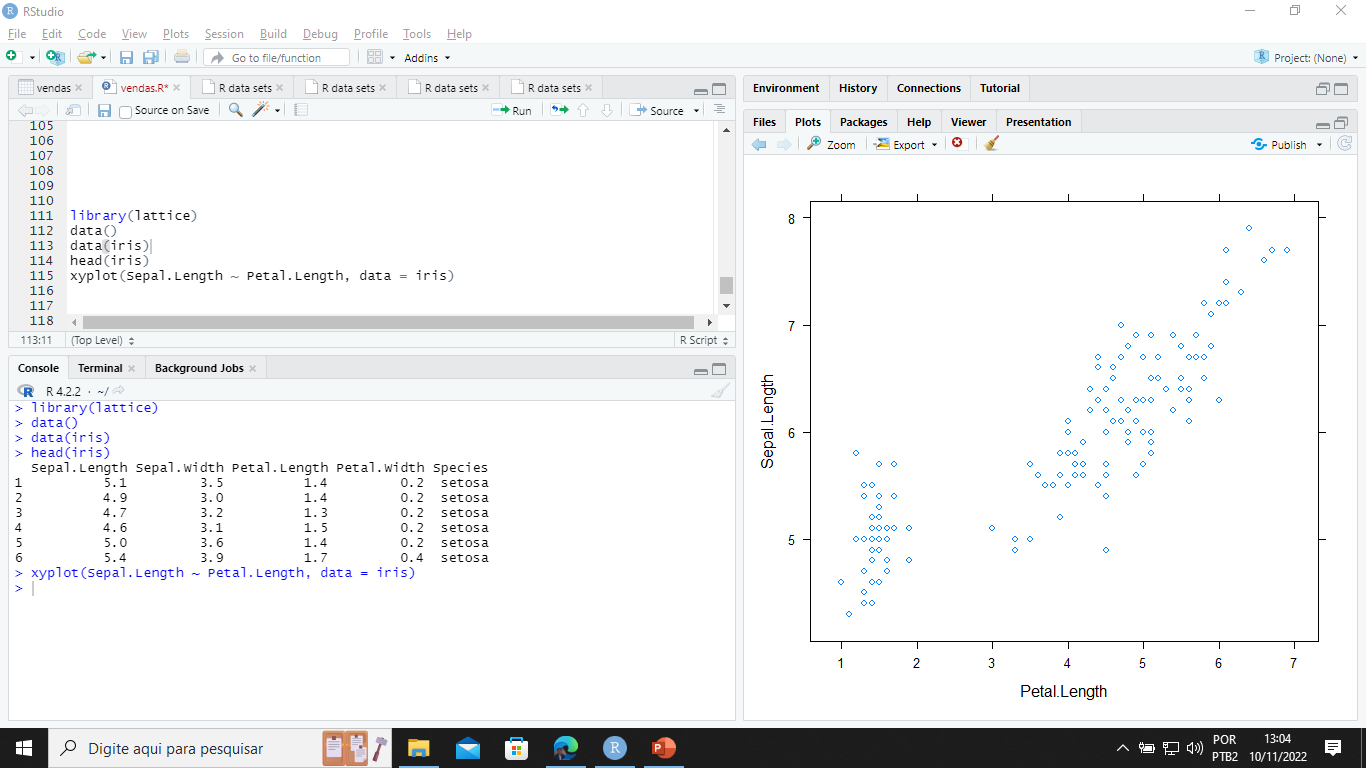 RStudio
File Edit Code View Plots Session Build Debug Profile Tools Help
Go to file/function Addins Project: (None)
vendas vendas.R* R data sets R data sets R data sets R data sets
Source on Save Run Source
105
106
107
108
109
110
111 library(lattice)
112 data()
113 data(iris)
114 head(iris)
115 xyplot(Sepal.Length ~ Petal.Length, data = iris)
116
117
118
113:11 (Top Level) R Script
Console Terminal Background Jobs
R 4.2.2 · ~/
> library(lattice)
> data()
> data(iris)
> head(iris)
Sepal.Length Sepal.Width Petal.Length Petal.Width Species
1 5.1 3.5 1.4 0.2 setosa
2 4.9 3.0 1.4 0.2 setosa
3 4.7 3.2 1.3 0.2 setosa
4 4.6 3.1 1.5 0.2 setosa
5 5.0 3.6 1.4 0.2 setosa
6 5.4 3.9 1.7 0.4 setosa
> xyplot(Sepal.Length ~ Petal.Length, data = iris)
>
Environment History Connections Tutorial
Files Plots Packages Help Viewer Presentation
Zoom Export Publish
8
7
6
5
Sepal.Length
1 2 3 4 5 6 7
Petal.Length
Digite aqui para pesquisar
POR 13:04
PTB2 10/11/2022